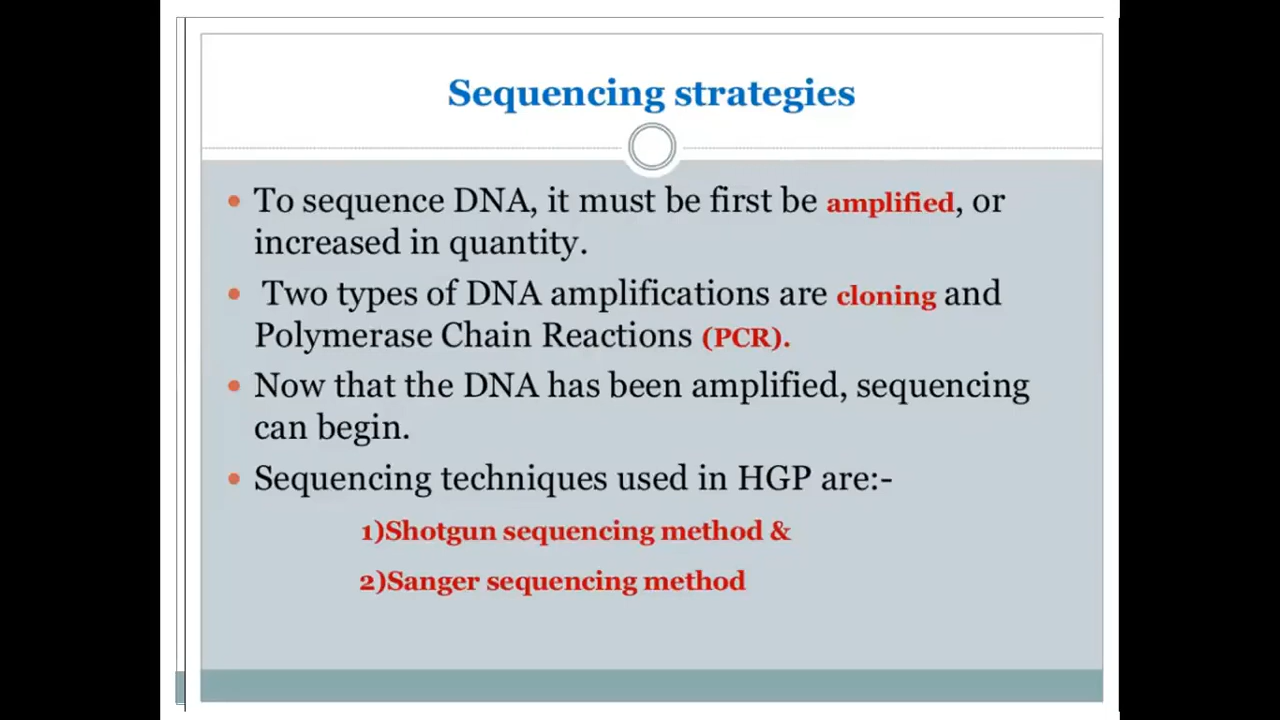 Sequencing strategies
• To sequence DNA, it must be first be amplified, or
increased in quantity.
• Two types of DNA amplifications are cloning and
Polymerase Chain Reactions (PCR).
• Now that the DNA has been amplified, sequencing
can begin.
• Sequencing techniques used in HGP are:-
1)Shotgun sequencing method &
2)Sanger sequencing method